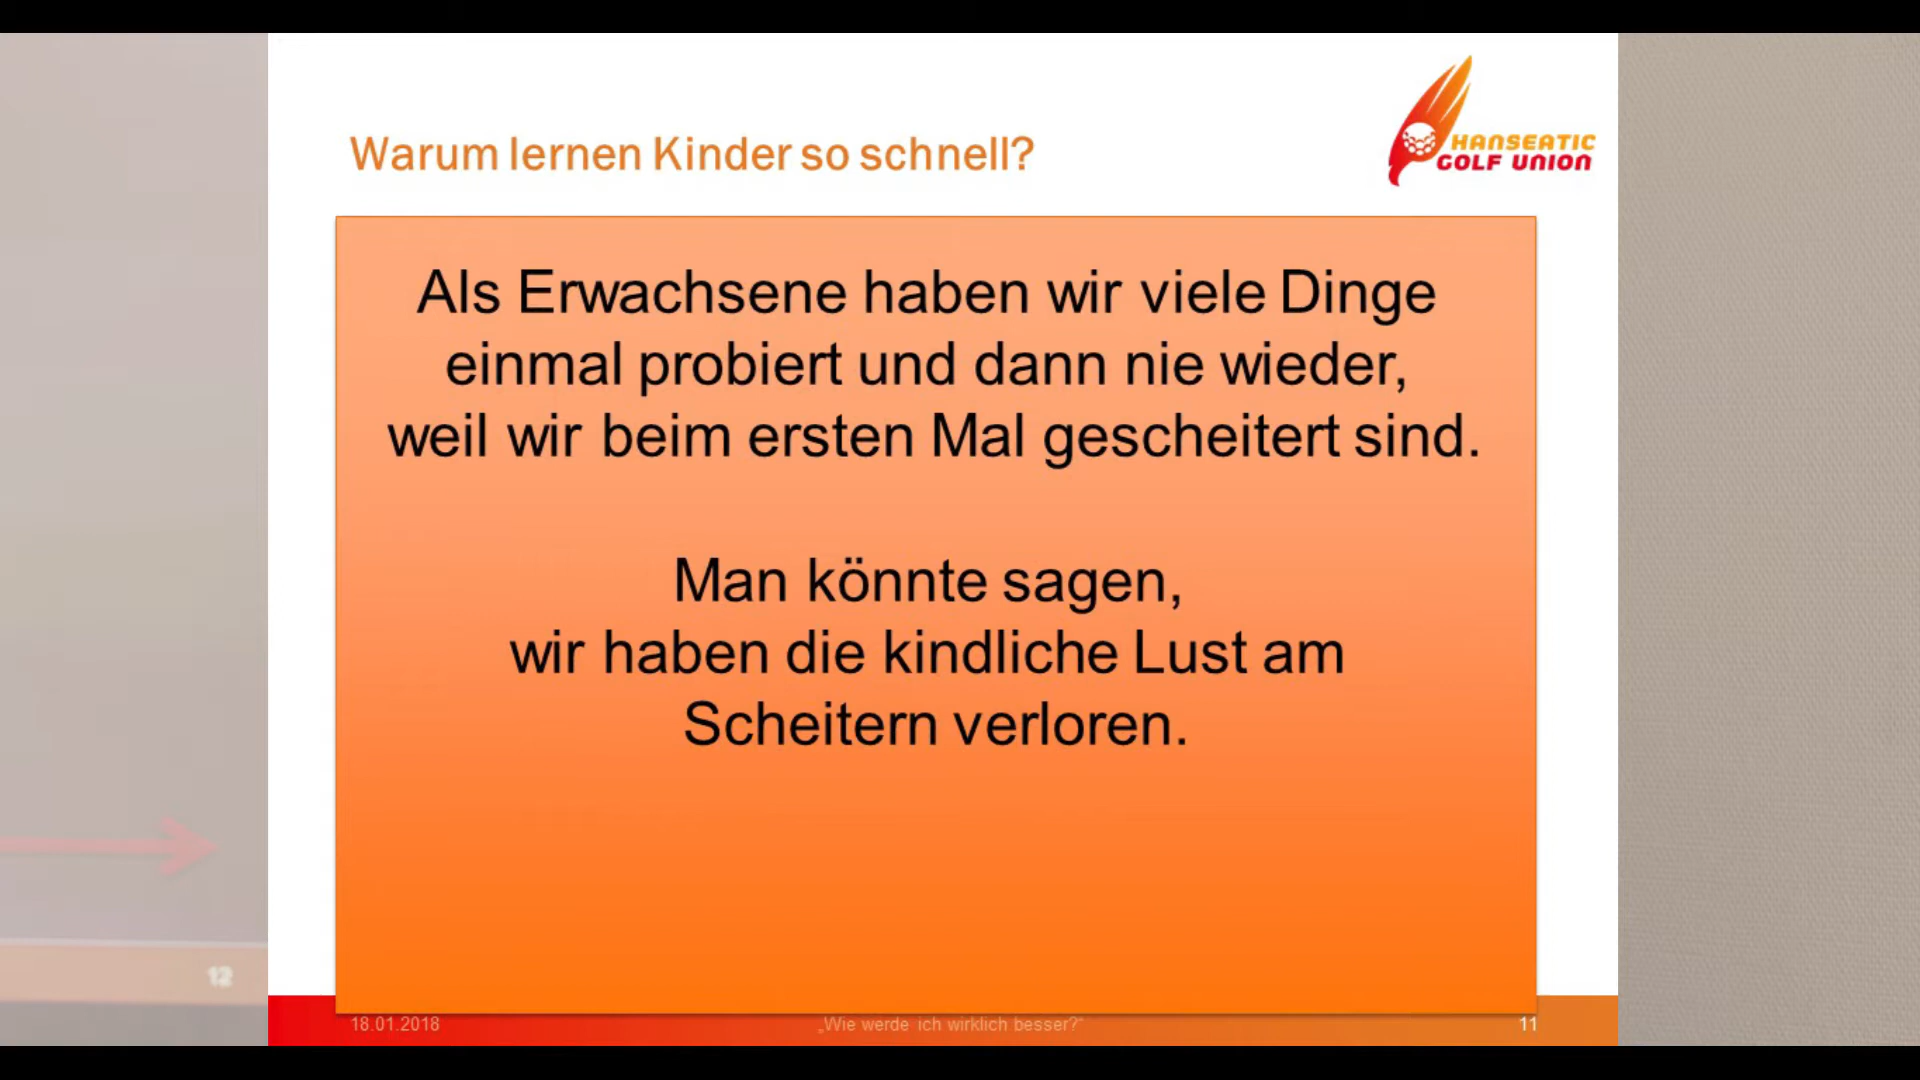 Warum lernen Kinder so schnell?
HANSEATIC
GOLF UNION
Als Erwachsene haben wir viele Dinge
einmal probiert und dann nie wieder,
weil wir beim ersten Mal gescheitert sind.
Man könnte sagen,
wir haben die kindliche Lust am
Scheitern verloren.
12
18.01.2018
„Wie werde ich wirklich besser?“
11